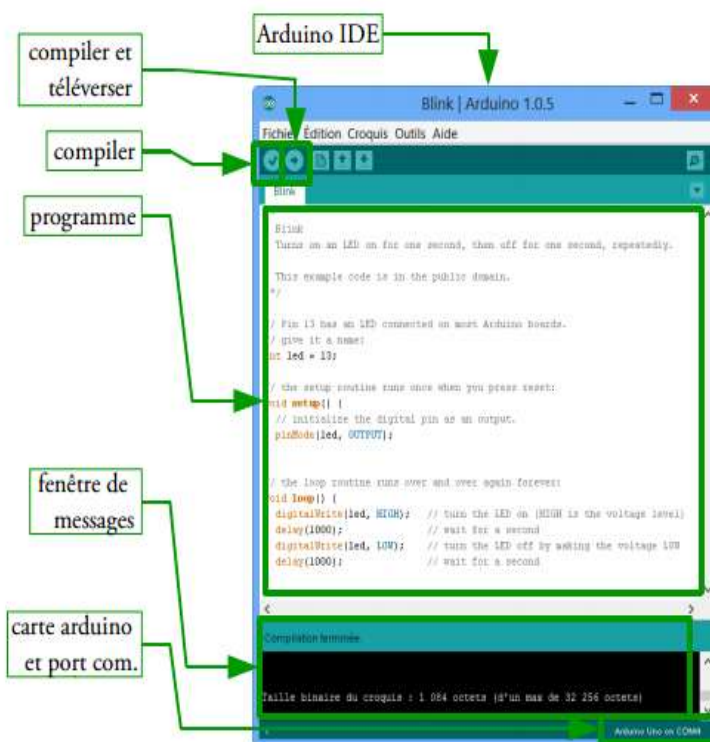 Arduino IDE
compiler et
téléverser
compiler
programme
fenêtre de
messages
carte arduino
et port com.
Blink | Arduino 1.0.5
Fichier Édition Croquis Outils Aide
Blink
Blink
Turns on an LED on for one second, then off for one second, repeatedly.
This example code is in the public domain.
*/
/ Pin 13 has an LED connected on most Arduino boards.
/ give it a name:
nt led = 13;
/ the setup routine runs once when you press reset:
oid setup() {
// initialize the digital pin as an output.
pinMode(led, OUTPUT);
/ the loop routine runs over and over again forever:
oid loop() {
digitalWrite(led, HIGH); // turn the LED on (HIGH is the voltage level)
delay(1000); // wait for a second
digitalWrite(led, LOW); // turn the LED off by making the voltage LOW
delay(1000); // wait for a second
Compilation terminée.
Taille binaire du croquis : 1 084 octets (d'un max de 32 256 octets)
Arduino Uno on